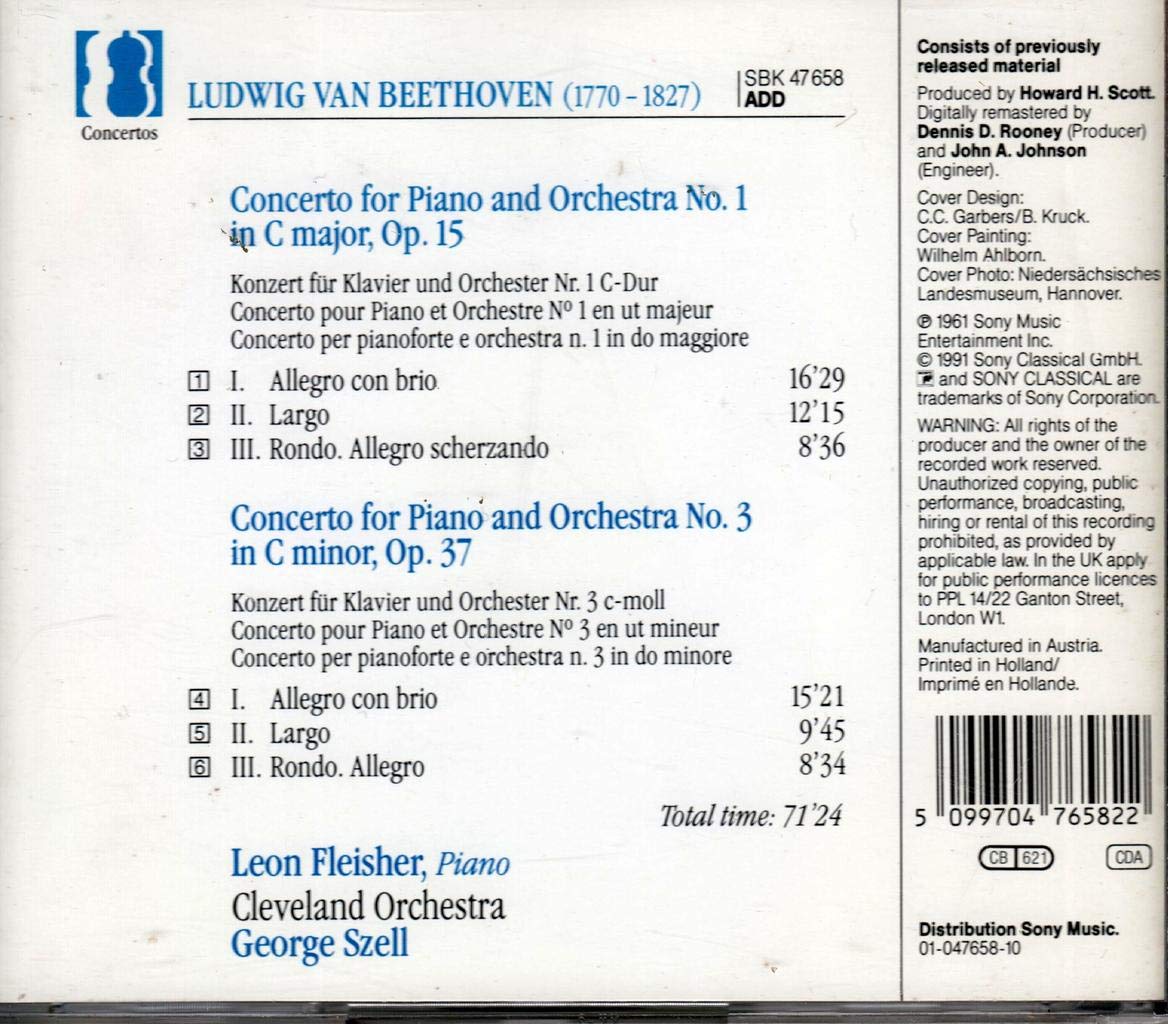 Concertos
LUDWIG VAN BEETHOVEN (1770 – 1827)
SBK 47658
ADD
Concerto for Piano and Orchestra No. 1
in C major, Op. 15
Konzert für Klavier und Orchester Nr. 1 C-Dur
Concerto pour Piano et Orchestre Nº 1 en ut majeur
Concerto per pianoforte e orchestra n. 1 in do maggiore
1 I. Allegro con brio 16’29
2 II. Largo 12’15
3 III. Rondo. Allegro scherzando 8’36
Concerto for Piano and Orchestra No. 3
in C minor, Op. 37
Konzert für Klavier und Orchester Nr. 3 c-moll
Concerto pour Piano et Orchestre Nº 3 en ut mineur
Concerto per pianoforte e orchestra n. 3 in do minore
4 I. Allegro con brio 15’21
5 II. Largo 9’45
6 III. Rondo. Allegro 8’34
Total time: 71’24
Leon Fleisher, Piano
Cleveland Orchestra
George Szell
Consists of previously
released material
Produced by Howard H. Scott.
Digitally remastered by
Dennis D. Rooney (Producer)
and John A. Johnson
(Engineer).
Cover Design:
C.C. Garbers/B. Kruck.
Cover Painting:
Wilhelm Ahlborn.
Cover Photo: Niedersächsisches
Landesmuseum, Hannover.
℗ 1961 Sony Music
Entertainment Inc.
© 1991 Sony Classical GmbH.
and SONY CLASSICAL are
trademarks of Sony Corporation.
WARNING: All rights of the
producer and the owner of the
recorded work reserved.
Unauthorized copying, public
performance, broadcasting,
hiring or rental of this recording
prohibited, as provided by
applicable law. In the UK apply
for public performance licences
to PPL 14/22 Ganton Street,
London W1.
Manufactured in Austria.
Printed in Holland/
Imprimé en Hollande.
5 099704 765822
CB 621
CDA
Distribution Sony Music.
01-047658-10